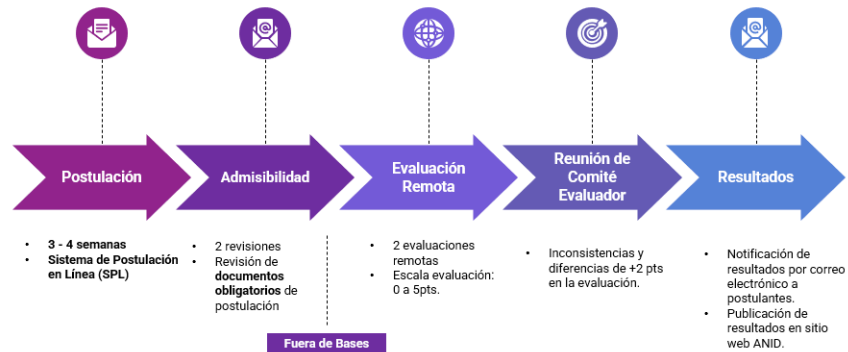 Postulación
Admisibilidad
Evaluación
Remota
Reunión de
Comité
Evaluador
Resultados
• 3 - 4 semanas
• Sistema de Postulación
en Línea (SPL)
• 2 revisiones
• Revisión de
documentos
obligatorios de
postulación
Fuera de Bases
• 2 evaluaciones
remotas
• Escala evaluación:
0 a 5pts.
• Inconsistencias y
diferencias de +2 pts
en la evaluación.
• Notificación de
resultados por correo
electrónico a
postulantes.
• Publicación de
resultados en sitio
web ANID.